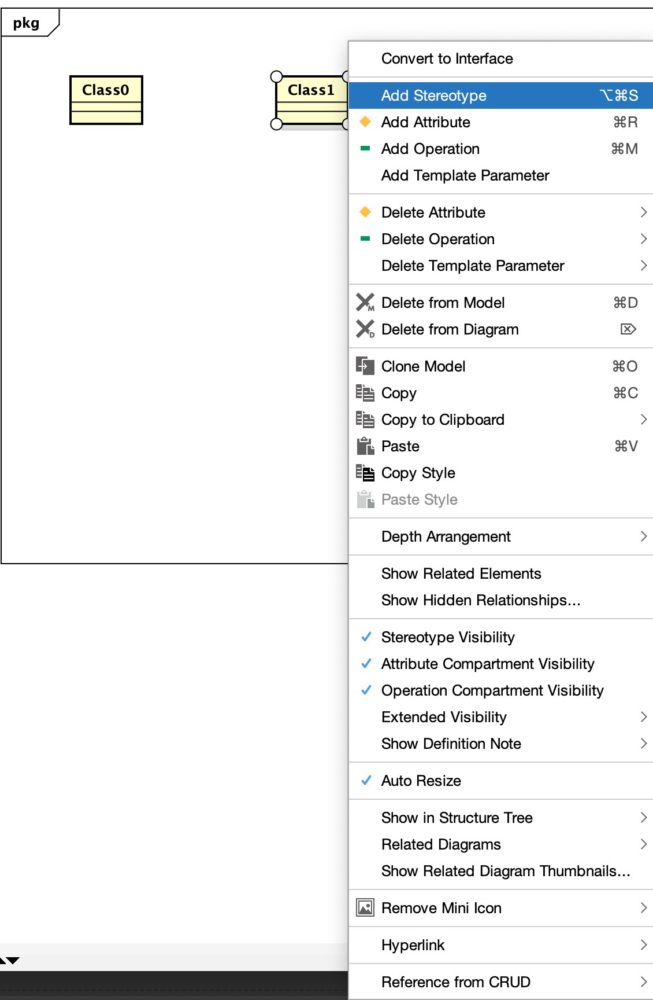 pkg
Class0
Class1
Convert to Interface
Add Stereotype ⌥⌘S
Add Attribute ⌘R
Add Operation ⌘M
Add Template Parameter
Delete Attribute
Delete Operation
Delete Template Parameter
Delete from Model ⌘D
Delete from Diagram ⌦
Clone Model ⌘O
Copy ⌘C
Copy to Clipboard
Paste ⌘V
Copy Style
Paste Style
Depth Arrangement
Show Related Elements
Show Hidden Relationships...
Stereotype Visibility
Attribute Compartment Visibility
Operation Compartment Visibility
Extended Visibility
Show Definition Note
Auto Resize
Show in Structure Tree
Related Diagrams
Show Related Diagram Thumbnails...
Remove Mini Icon
Hyperlink
Reference from CRUD